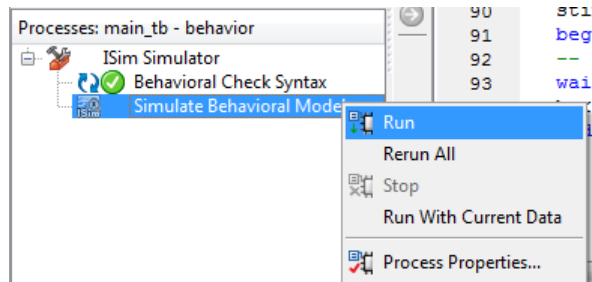 Processes: main_tb - behavior
ISim Simulator
Behavioral Check Syntax
ISim
Simulate Behavioral Model
Run
Rerun All
Stop
Run With Current Data
Process Properties...
90
91 beg
92 --
93 wai